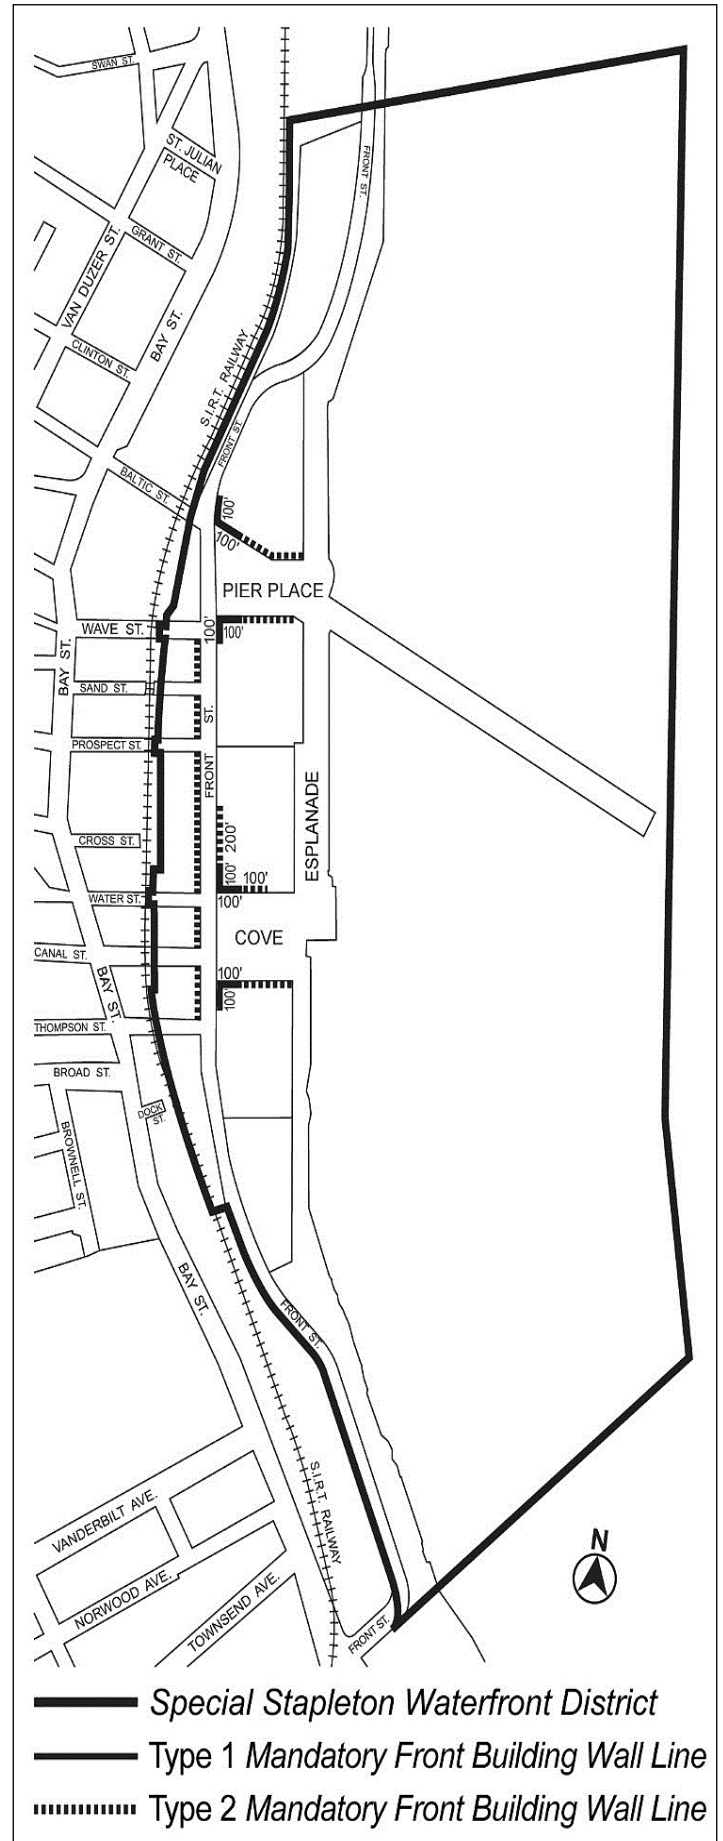 SWAN ST.
ST. JULIAN
PLACE
FRONT ST.
GRANT ST.
VAN DUZER ST.
BAY ST.
CLINTON ST.
S.I.R.T. RAILWAY
FRONT ST.
BALTIC ST.
100'
100'
PIER PLACE
WAVE ST.
100'
100'
BAY ST.
SAND ST.
ST.
PROSPECT ST.
FRONT
ESPLANADE
200'
CROSS ST.
100'
100'
WATER ST.
100'
COVE
CANAL ST.
BAY ST.
100'
100'
THOMPSON ST.
BROAD ST.
DOCK
ST.
BROWNELL ST.
BAY ST.
FRONT ST.
S.I.R.T. RAILWAY
VANDERBILT AVE.
N
NORWOOD AVE.
TOWNSEND AVE.
FRONT ST.
Special Stapleton Waterfront District
Type 1 Mandatory Front Building Wall Line
Type 2 Mandatory Front Building Wall Line